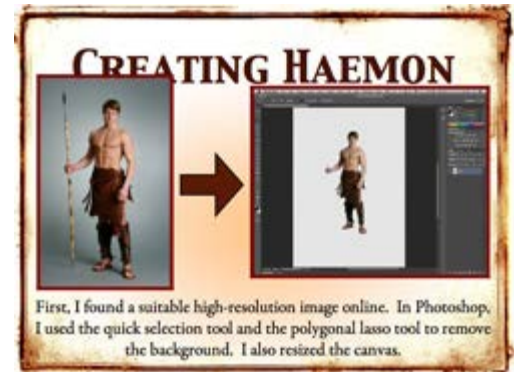 CREATING HAEMON
First, I found a suitable high-resolution image online. In Photoshop,
I used the quick selection tool and the polygonal lasso tool to remove
the background. I also resized the canvas.